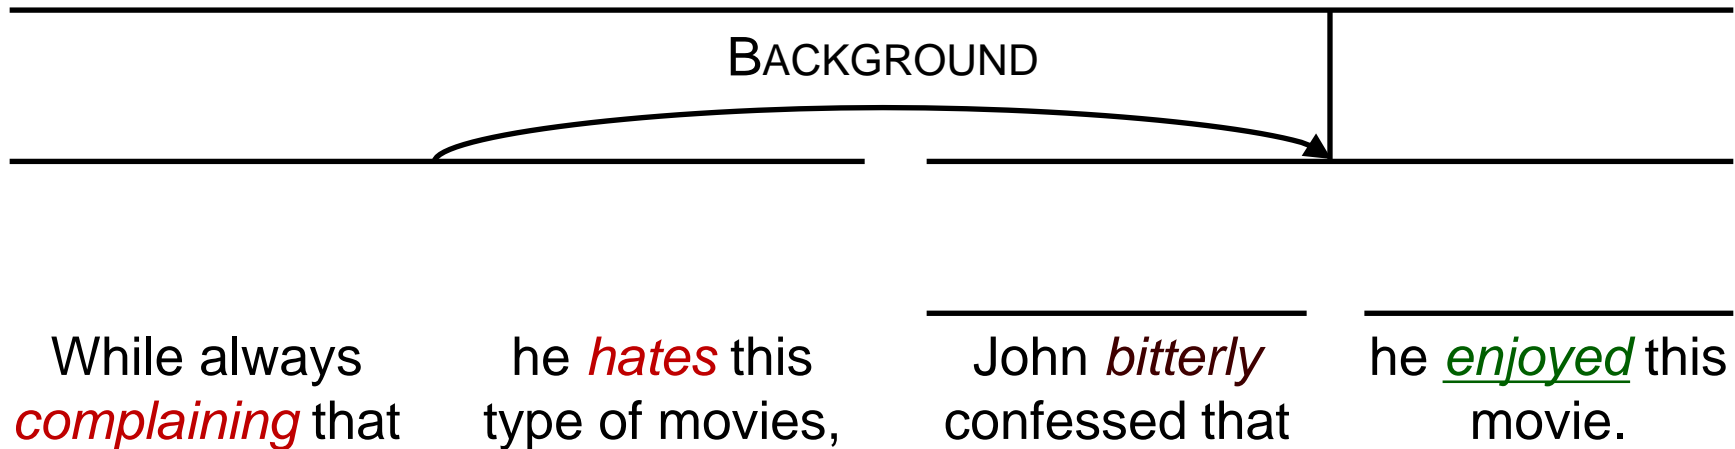 BACKGROUND
While always
complaining that
he hates this
type of movies,
John bitterly
confessed that
he enjoyed this
movie.